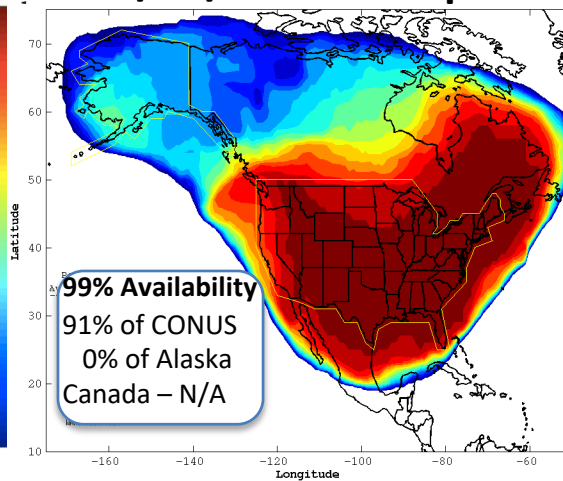 70
60
50
40
30
20
10
Latitude
99% Availability
91% of CONUS
0% of Alaska
Canada – N/A
-160
-140
-120
-100
-80
-60
Longitude